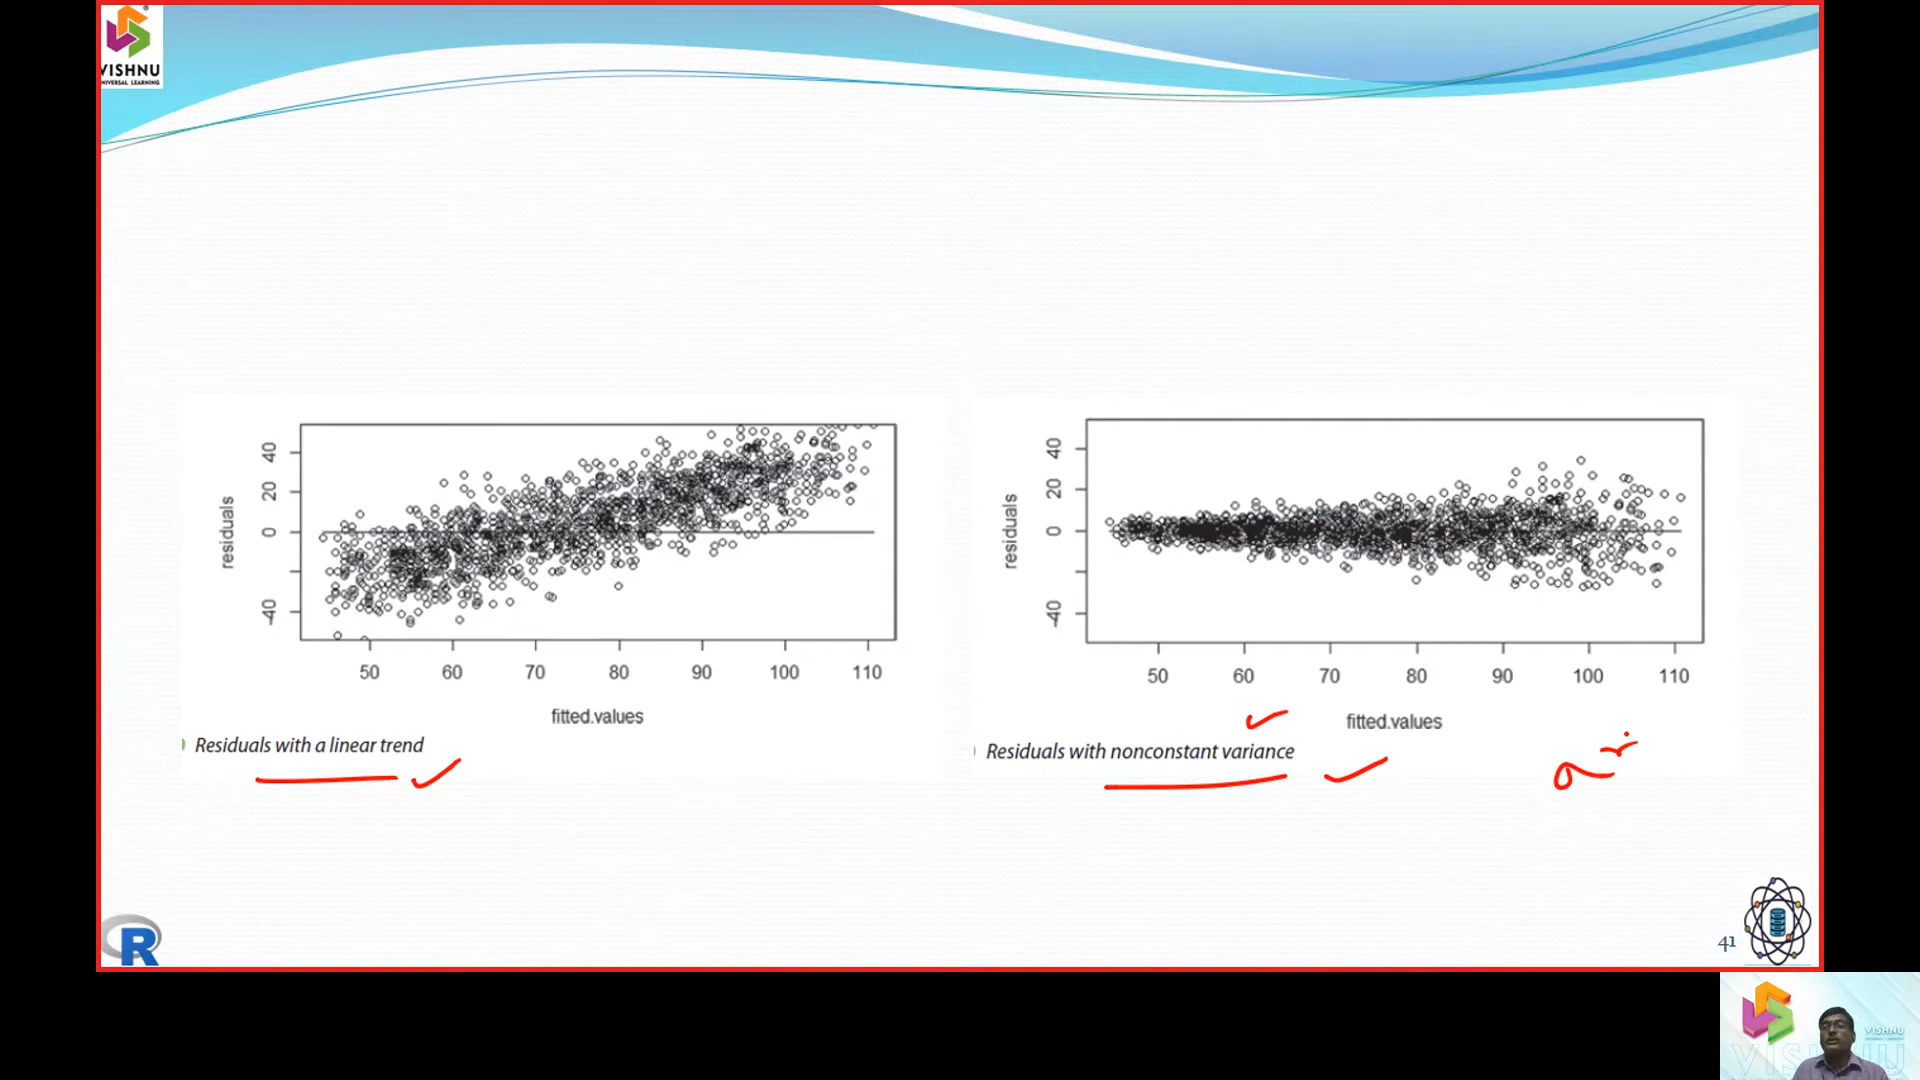 VISHNU
UNIVERSAL LEARNING
residuals
40
20
0
-40
50 60 70 80 90 100 110
fitted.values
Residuals with a linear trend
residuals
40
20
0
-40
50 60 70 80 90 100 110
fitted.values
Residuals with nonconstant variance
R
41
VISHNU